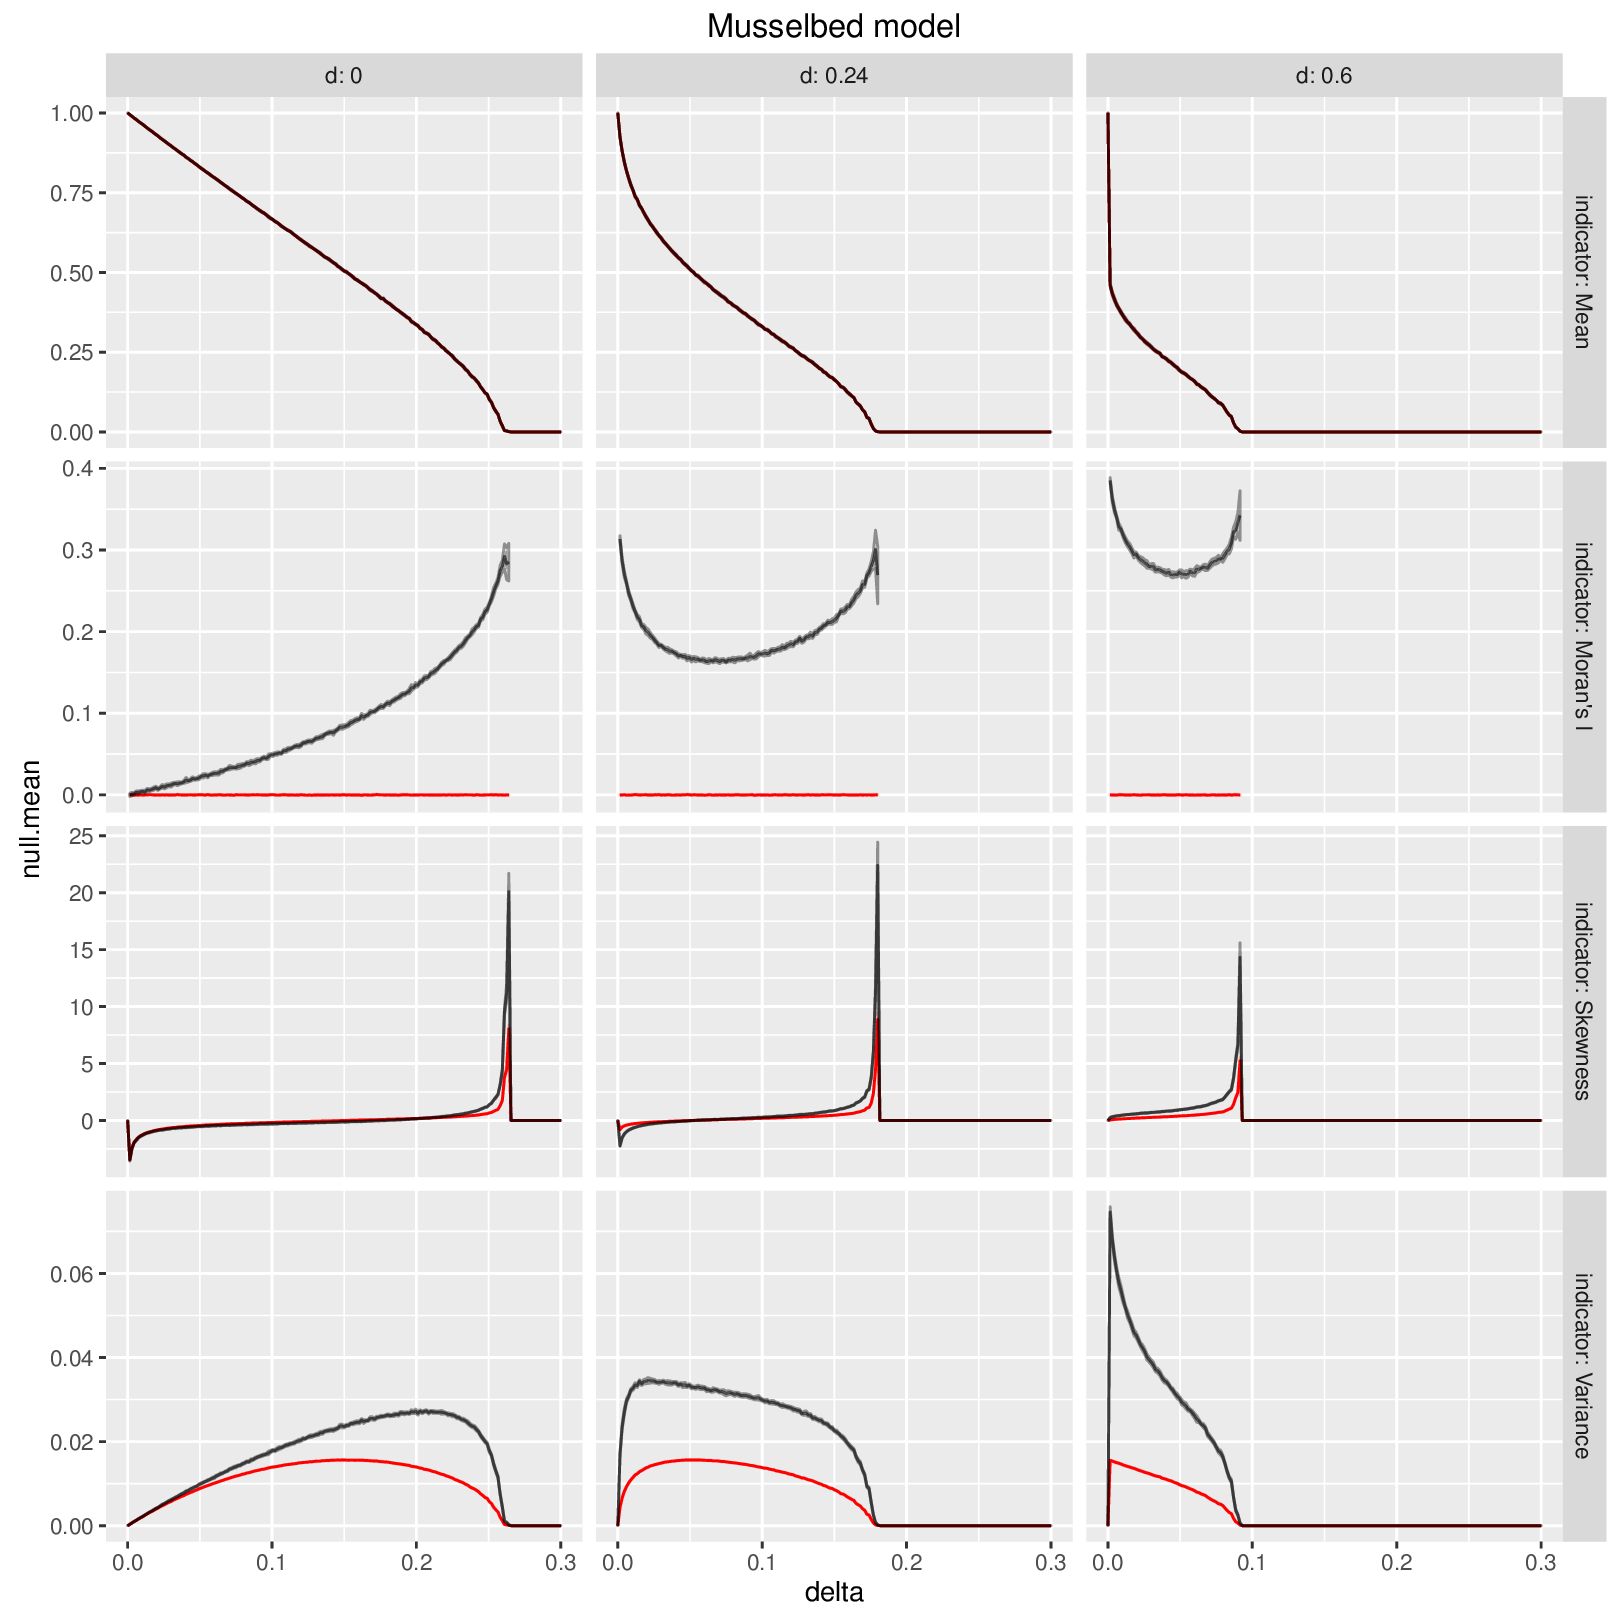 Musselbed model
d: 0
d: 0.24
d: 0.6
1.00
0.75
0.50
0.25
0.00
indicator: Mean
0.4
0.3
0.2
0.1
0.0
indicator: Moran's I
null.mean
25
20
15
10
5
0
indicator: Skewness
0.06
0.04
0.02
0.00
indicator: Variance
0.0 0.1 0.2 0.3
0.0 0.1 0.2 0.3
0.0 0.1 0.2 0.3
delta